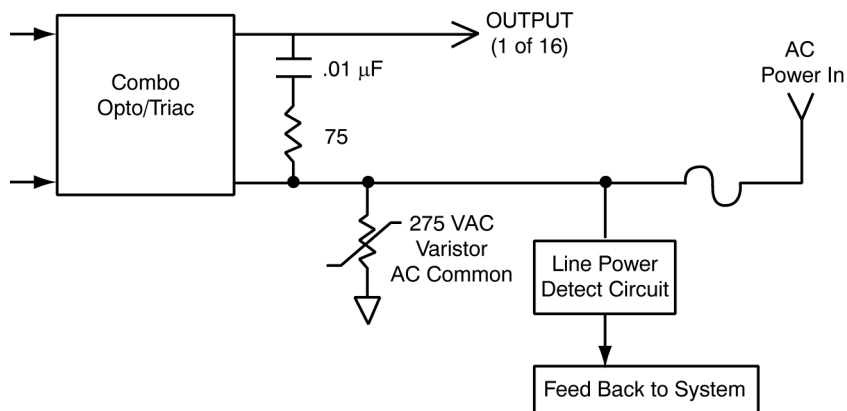 OUTPUT
(1 of 16)
AC
Power In
Combo
Opto/Triac
.01 μF
75
275 VAC
Varistor
AC Common
Line Power
Detect Circuit
Feed Back to System